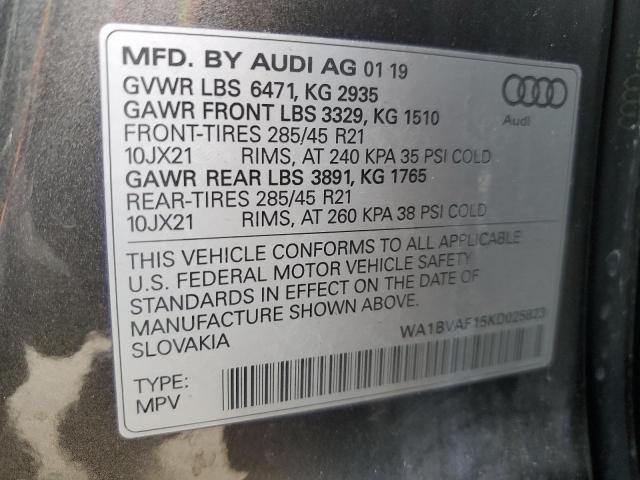 MFD. BY AUDI AG 01 19
GVWR LBS 6471, KG 2935
GAWR FRONT LBS 3329, KG 1510
FRONT-TIRES 285/45 R21
10JX21 RIMS, AT 240 KPA 35 PSI COLD
GAWR REAR LBS 3891, KG 1765
REAR-TIRES 285/45 R21
10JX21 RIMS, AT 260 KPA 38 PSI COLD
Audi
THIS VEHICLE CONFORMS TO ALL APPLICABLE
U.S. FEDERAL MOTOR VEHICLE SAFETY
STANDARDS IN EFFECT ON THE DATE OF
MANUFACTURE SHOWN ABOVE.
SLOVAKIA
WA1BVAF15KD025823
TYPE:
MPV